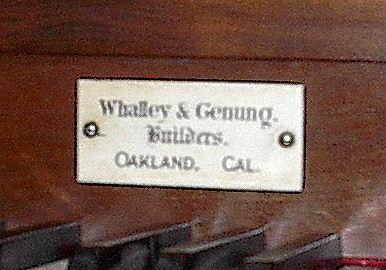 Whalley & Genung.
Builders.
OAKLAND. CAL.